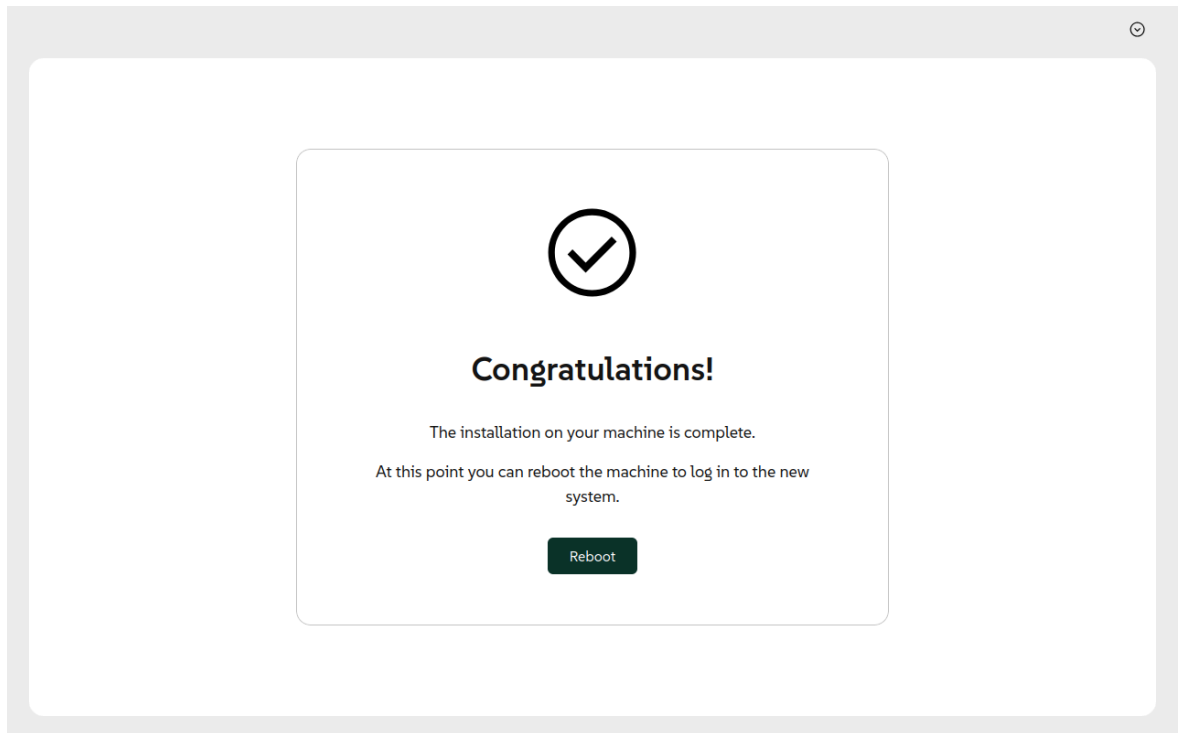 Congratulations!
The installation on your machine is complete.
At this point you can reboot the machine to log in to the new
system.
Reboot